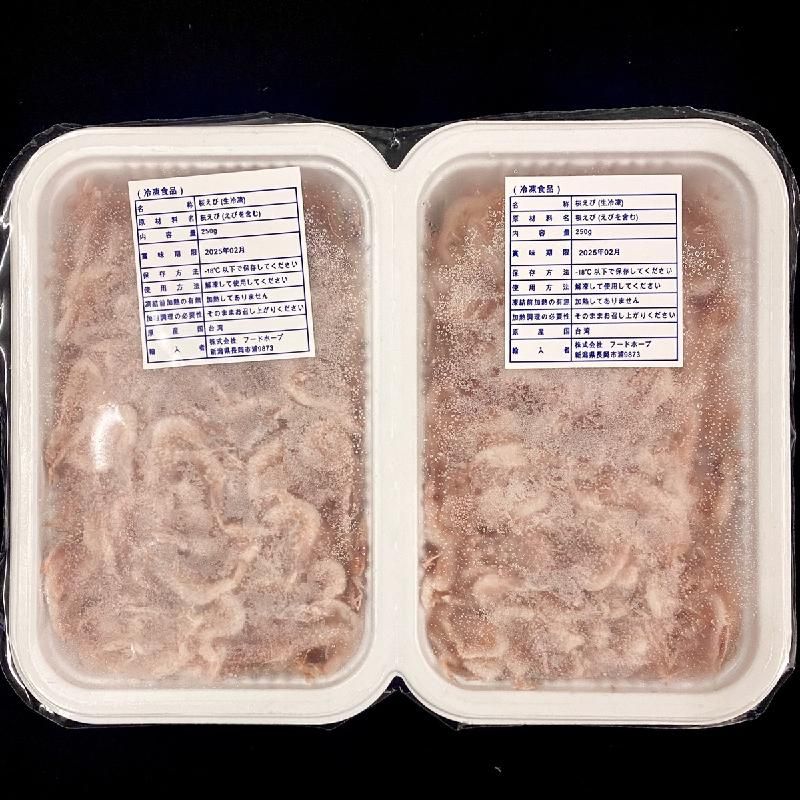 (冷凍食品)
名 称 桜えび(生冷凍)
原 材 料 名 桜えび(えびを含む)
内 容 量 250g
賞 味 期 限 2025年02月
保 存 方 法 -18℃以下で保存してください
使 用 方 法 解凍して使用してください
凍結前加熱の有無 加熱してありません
加熱調理の必要性 そのままお召し上がりください
原 産 国 台湾
輸 入 者 株式会社 フードホープ
新潟県長岡市浦9873
(冷凍食品)
名 称 桜えび(生冷凍)
原 材 料 名 桜えび(えびを含む)
内 容 量 250g
賞 味 期 限 2025年02月
保 存 方 法 -18℃以下で保存してください
使 用 方 法 解凍して使用してください
凍結前加熱の有無 加熱してありません
加熱調理の必要性 そのままお召し上がりください
原 産 国 台湾
輸 入 者 株式会社 フードホープ
新潟県長岡市浦9873